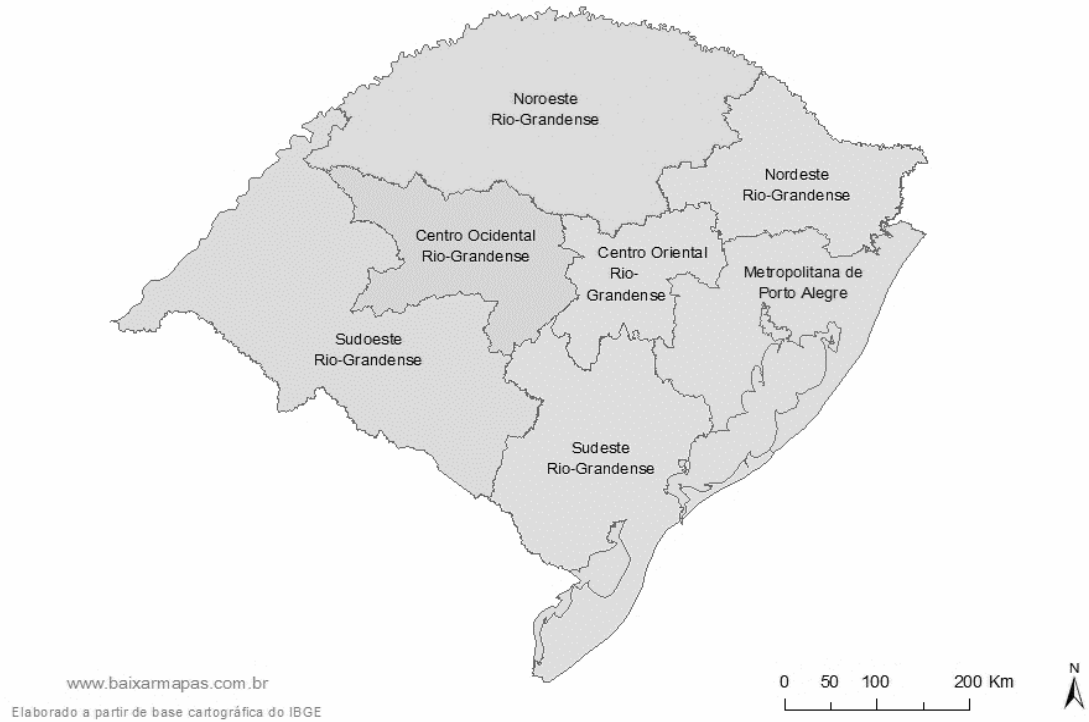 Noroeste
Rio-Grandense
Nordeste
Rio-Grandense
Centro Ocidental
Rio-Grandense
Centro Oriental
Rio-
Grandense
Metropolitana de
Porto Alegre
Sudoeste
Rio-Grandense
Sudeste
Rio-Grandense
www.baixarmapas.com.br
Elaborado a partir de base cartográfica do IBGE
0 50 100 200 Km
N